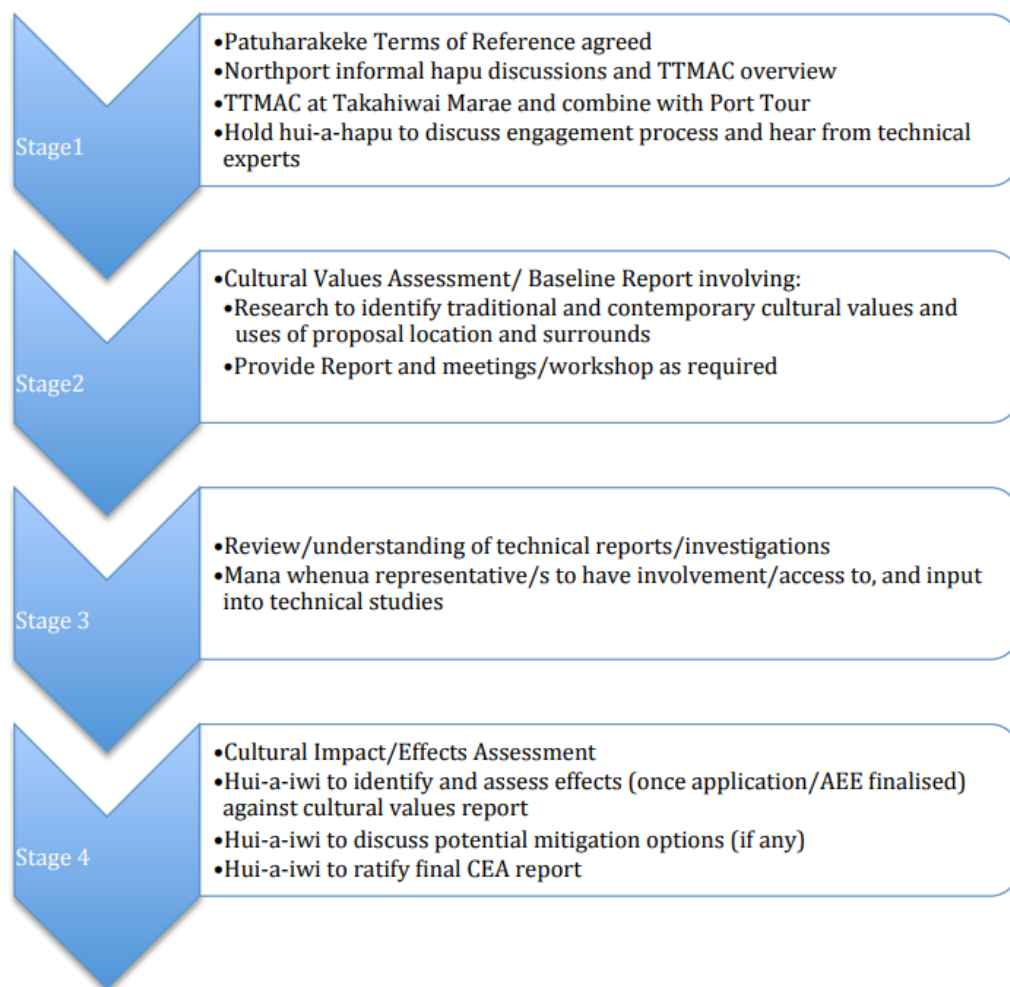 Stage1
•Patuharakeke Terms of Reference agreed
•Northport informal hapu discussions and TTMAC overview
•TTMAC at Takahiwai Marae and combine with Port Tour
•Hold hui-a-hapu to discuss engagement process and hear from technical
experts
Stage2
•Cultural Values Assessment/ Baseline Report involving:
•Research to identify traditional and contemporary cultural values and
uses of proposal location and surrounds
•Provide Report and meetings/workshop as required
Stage 3
•Review/understanding of technical reports/investigations
•Mana whenua representative/s to have involvement/access to, and input
into technical studies
Stage 4
•Cultural Impact/Effects Assessment
•Hui-a-iwi to identify and assess effects (once application/AEE finalised)
against cultural values report
•Hui-a-iwi to discuss potential mitigation options (if any)
•Hui-a-iwi to ratify final CEA report